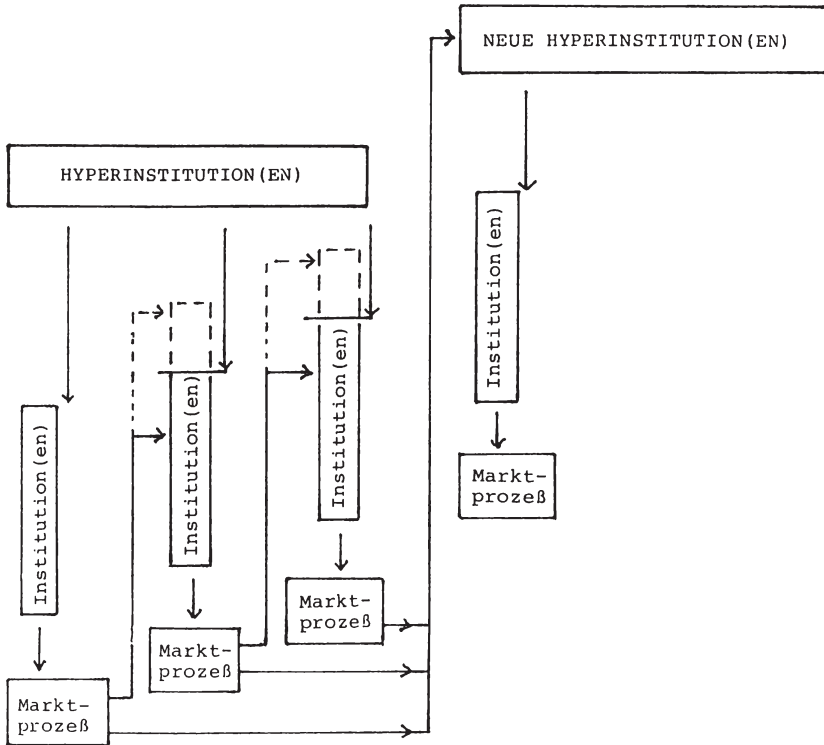 NEUE HYPERINSTITUTION(EN)
HYPERINSTITUTION(EN)
Institution(en)
Institution(en)
Institution(en)
Institution(en)
Markt-
prozeß
Markt-
prozeß
Markt-
prozeß
Markt-
prozeß